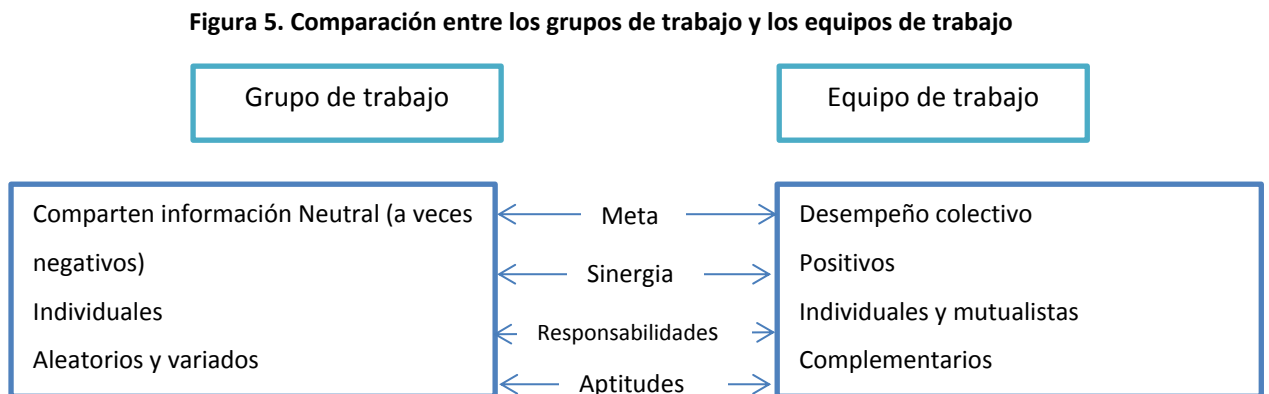 Figura 5. Comparación entre los grupos de trabajo y los equipos de trabajo
Grupo de trabajo
Equipo de trabajo
Comparten información Neutral (a veces
negativos)
Individuales
Aleatorios y variados
Meta
Sinergia
Responsabilidades
Aptitudes
Desempeño colectivo
Positivos
Individuales y mutualistas
Complementarios